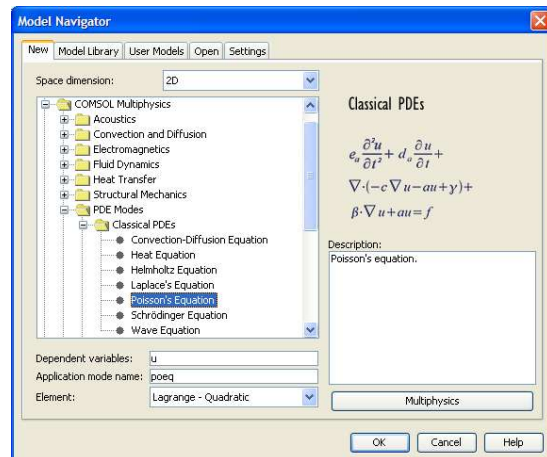 Model Navigator
New Model Library User Models Open Settings
Space dimension: 2D
COMSOL Multiphysics
Acoustics
Convection and Diffusion
Electromagnetics
Fluid Dynamics
Heat Transfer
Structural Mechanics
PDE Modes
Classical PDEs
Convection-Diffusion Equation
Heat Equation
Helmholtz Equation
Laplace's Equation
Poisson's Equation
Schrödinger Equation
Wave Equation
Dependent variables: u
Application mode name: poeq
Element: Lagrange - Quadratic
Classical PDEs
eₐ ∂²u/∂t² + dₐ ∂u/∂t +
∇·(-c∇u-au+γ)+
β·∇u+au=f
Description:
Poisson's equation.
Multiphysics
OK Cancel Help